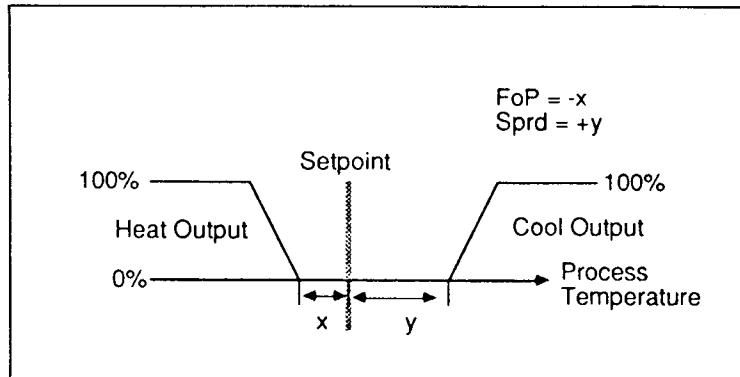 FoP = -x
Sprd = +y
Setpoint
100%
100%
Heat Output
Cool Output
0%
Process
Temperature
x
y